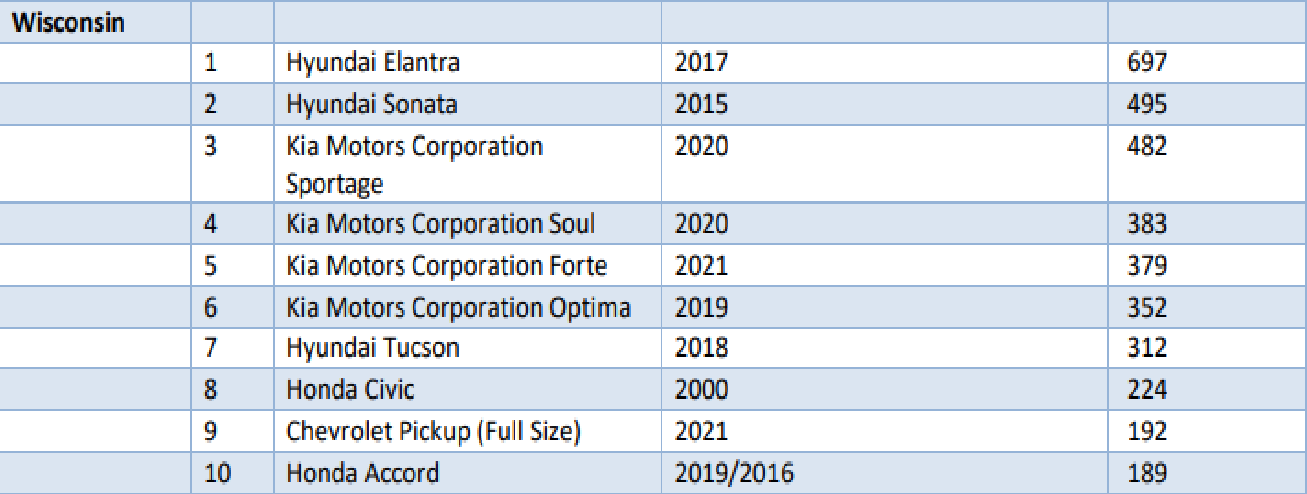 Wisconsin
1 Hyundai Elantra 2017 697
2 Hyundai Sonata 2015 495
3 Kia Motors Corporation 2020 482
Sportage
4 Kia Motors Corporation Soul 2020 383
5 Kia Motors Corporation Forte 2021 379
6 Kia Motors Corporation Optima 2019 352
7 Hyundai Tucson 2018 312
8 Honda Civic 2000 224
9 Chevrolet Pickup (Full Size) 2021 192
10 Honda Accord 2019/2016 189